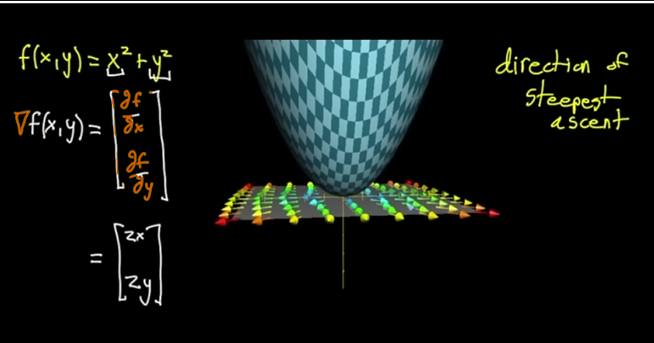 f(x,y) = x² + y²
∇f(x,y) = [∂f/∂x
∂f/∂y]
= [2x
2y]
direction of
steepest
ascent